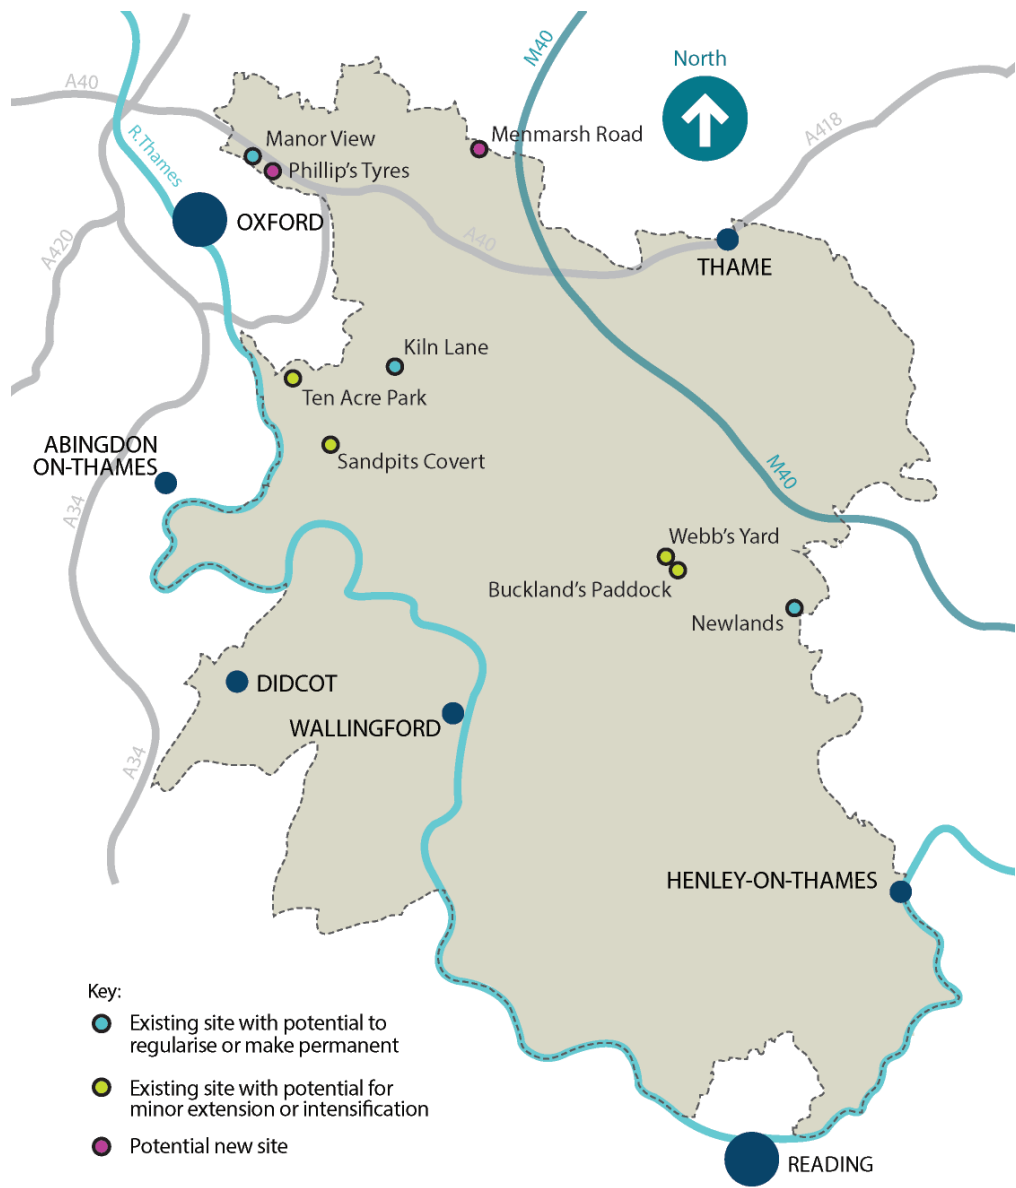 North
M40
A40
A418
R.Thames
Manor View
Menmarsh Road
Phillip's Tyres
OXFORD
A420
A40
THAME
Kiln Lane
Ten Acre Park
ABINGDON
ON-THAMES
Sandpits Covert
M40
A34
Webb's Yard
Buckland's Paddock
Newlands
DIDCOT
WALLINGFORD
A34
HENLEY-ON-THAMES
Key:
Existing site with potential to
regularise or make permanent
Existing site with potential for
minor extension or intensification
Potential new site
READING